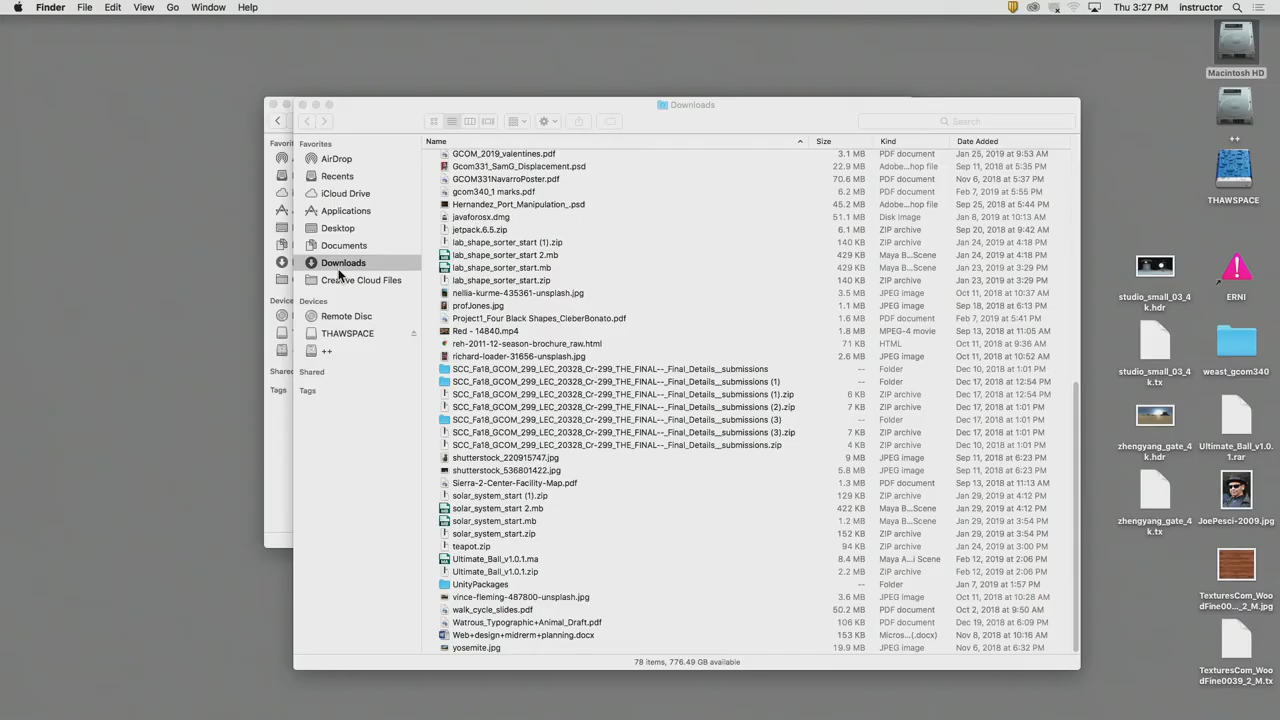 Finder File Edit View Go Window Help Thu 3:27 PM instructor
Downloads
Search
Name Size Kind Date Added
Favorites
AirDrop
Recents
iCloud Drive
Applications
Desktop
Documents
Downloads
Creative Cloud Files
Devices
Remote Disc
THAWSPACE
++
Shared
Tags
Favori
Device
Shared
Tags
GCOM_2019_valentines.pdf 3.1 MB PDF document Jan 25, 2019 at 9:53 AM
Gcom331_SamG_Displacement.psd 22.9 MB Adobe...hop file Sep 11, 2018 at 5:35 PM
GCOM331NavarroPoster.pdf 70.6 MB PDF document Nov 6, 2018 at 5:37 PM
gcom340_1 marks.pdf 6.2 MB PDF document Feb 7, 2019 at 5:55 PM
Hernandez_Port_Manipulation_.psd 45.2 MB Adobe...hop file Sep 25, 2018 at 5:44 PM
javaforosx.dmg 51.1 MB Disk Image Jan 8, 2019 at 10:13 AM
jetpack.6.5.zip 6.1 MB ZIP archive Sep 20, 2018 at 9:42 AM
lab_shape_sorter_start (1).zip 140 KB ZIP archive Jan 24, 2019 at 4:18 PM
lab_shape_sorter_start 2.mb 429 KB Maya B...Scene Jan 24, 2019 at 4:18 PM
lab_shape_sorter_start.mb 429 KB Maya B...Scene Jan 23, 2019 at 3:29 PM
lab_shape_sorter_start.zip 140 KB ZIP archive Jan 23, 2019 at 3:29 PM
nellia-kurme-435361-unsplash.jpg 3.5 MB JPEG image Oct 11, 2018 at 10:37 AM
profJones.jpg 1.1 MB JPEG image Sep 18, 2018 at 6:13 PM
Project1_Four Black Shapes_CleberBonato.pdf 1.6 MB PDF document Feb 7, 2019 at 5:41 PM
Red - 14840.mp4 1.8 MB MPEG-4 movie Sep 13, 2018 at 11:05 AM
reh-2011-12-season-brochure_raw.html 71 KB HTML Oct 11, 2018 at 9:36 AM
richard-loader-31656-unsplash.jpg 2.6 MB JPEG image Oct 11, 2018 at 10:52 AM
SCC_Fa18_GCOM_299_LEC_20328_Cr-299_THE_FINAL--_Final_Details__submissions -- Folder Dec 10, 2018 at 1:01 PM
SCC_Fa18_GCOM_299_LEC_20328_Cr-299_THE_FINAL--_Final_Details__submissions (1) -- Folder Dec 17, 2018 at 12:54 PM
SCC_Fa18_GCOM_299_LEC_20328_Cr-299_THE_FINAL--_Final_Details__submissions (1).zip 6 KB ZIP archive Dec 17, 2018 at 12:54 PM
SCC_Fa18_GCOM_299_LEC_20328_Cr-299_THE_FINAL--_Final_Details__submissions (2).zip 7 KB ZIP archive Dec 17, 2018 at 1:01 PM
SCC_Fa18_GCOM_299_LEC_20328_Cr-299_THE_FINAL--_Final_Details__submissions (3) -- Folder Dec 17, 2018 at 1:01 PM
SCC_Fa18_GCOM_299_LEC_20328_Cr-299_THE_FINAL--_Final_Details__submissions (3).zip 7 KB ZIP archive Dec 17, 2018 at 1:01 PM
SCC_Fa18_GCOM_299_LEC_20328_Cr-299_THE_FINAL--_Final_Details__submissions.zip 4 KB ZIP archive Dec 10, 2018 at 1:01 PM
shutterstock_220915747.jpg 9 MB JPEG image Sep 11, 2018 at 6:23 PM
shutterstock_536801422.jpg 5.8 MB JPEG image Sep 11, 2018 at 6:23 PM
Sierra-2-Center-Facility-Map.pdf 1.3 MB PDF document Sep 13, 2018 at 11:13 AM
solar_system_start (1).zip 129 KB ZIP archive Jan 29, 2019 at 4:12 PM
solar_system_start 2.mb 422 KB Maya B...Scene Jan 29, 2019 at 4:12 PM
solar_system_start.mb 1.2 MB Maya B...Scene Jan 29, 2019 at 3:54 PM
solar_system_start.zip 152 KB ZIP archive Jan 29, 2019 at 3:54 PM
teapot.zip 94 KB ZIP archive Jan 24, 2019 at 3:00 PM
Ultimate_Ball_v1.0.1.ma 8.4 MB Maya A...i Scene Feb 12, 2019 at 2:06 PM
Ultimate_Ball_v1.0.1.zip 2.2 MB ZIP archive Feb 12, 2019 at 2:06 PM
UnityPackages -- Folder Jan 7, 2019 at 1:57 PM
vince-fleming-487800-unsplash.jpg 3.6 MB JPEG image Oct 11, 2018 at 10:28 AM
walk_cycle_slides.pdf 50.2 MB PDF document Oct 2, 2018 at 9:50 AM
Watrous_Typographic+Animal_Draft.pdf 106 KB PDF document Dec 19, 2018 at 6:09 PM
Web+design+midrerm+planning.docx 153 KB Micros...(.docx) Nov 8, 2018 at 10:16 AM
yosemite.jpg 19.9 MB JPEG image Nov 6, 2018 at 6:32 PM
78 items, 776.49 GB available
Macintosh HD
++
THAWSPACE
studio_small_03_4
k.hdr
ERNI
studio_small_03_4
k.tx
weast_gcom340
zhengyang_gate_4
k.hdr
Ultimate_Ball_v1.0.
1.rar
zhengyang_gate_4
k.tx
JoePesci-2009.jpg
TexturesCom_Woo
dFine00..._2_M.jpg
TexturesCom_Woo
dFine0039_2_M.tx